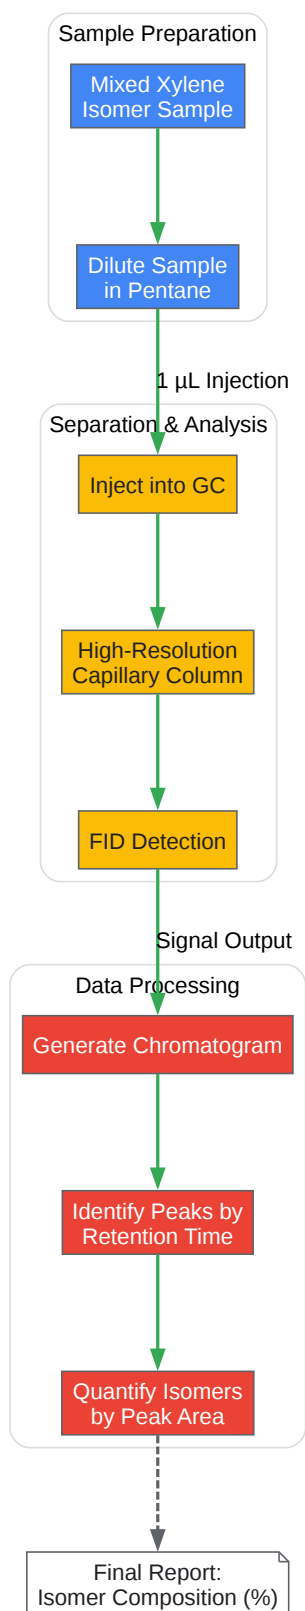 Sample Preparation
Mixed Xylene
Isomer Sample
Dilute Sample
in Pentane
1 µL Injection
Separation & Analysis
Inject into GC
High-Resolution
Capillary Column
FID Detection
Signal Output
Data Processing
Generate Chromatogram
Identify Peaks by
Retention Time
Quantify Isomers
by Peak Area
Final Report:
Isomer Composition (%)